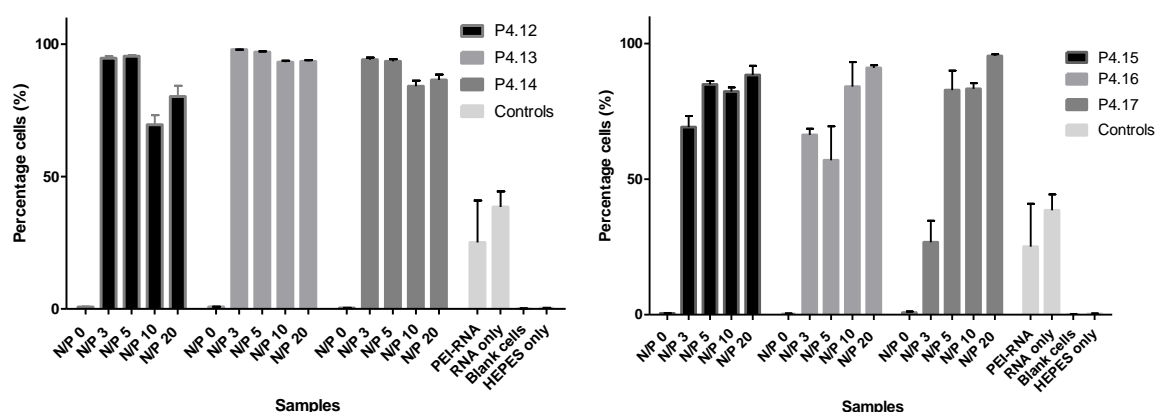 100
50
0
Percentage cells (%)
P4.12
P4.13
P4.14
Controls
N/P 0
N/P 3
N/P 5
N/P 10
N/P 20
N/P 0
N/P 3
N/P 5
N/P 10
N/P 20
N/P 0
N/P 3
N/P 5
N/P 10
N/P 20
PEI-RNA
RNA only
Blank cells
HEPES only
Samples
100
50
0
Percentage cells (%)
P4.15
P4.16
P4.17
Controls
N/P 0
N/P 3
N/P 5
N/P 10
N/P 20
N/P 0
N/P 3
N/P 5
N/P 10
N/P 20
N/P 0
N/P 3
N/P 5
N/P 10
N/P 20
PEI-RNA
RNA only
Blank cells
HEPES only
Samples